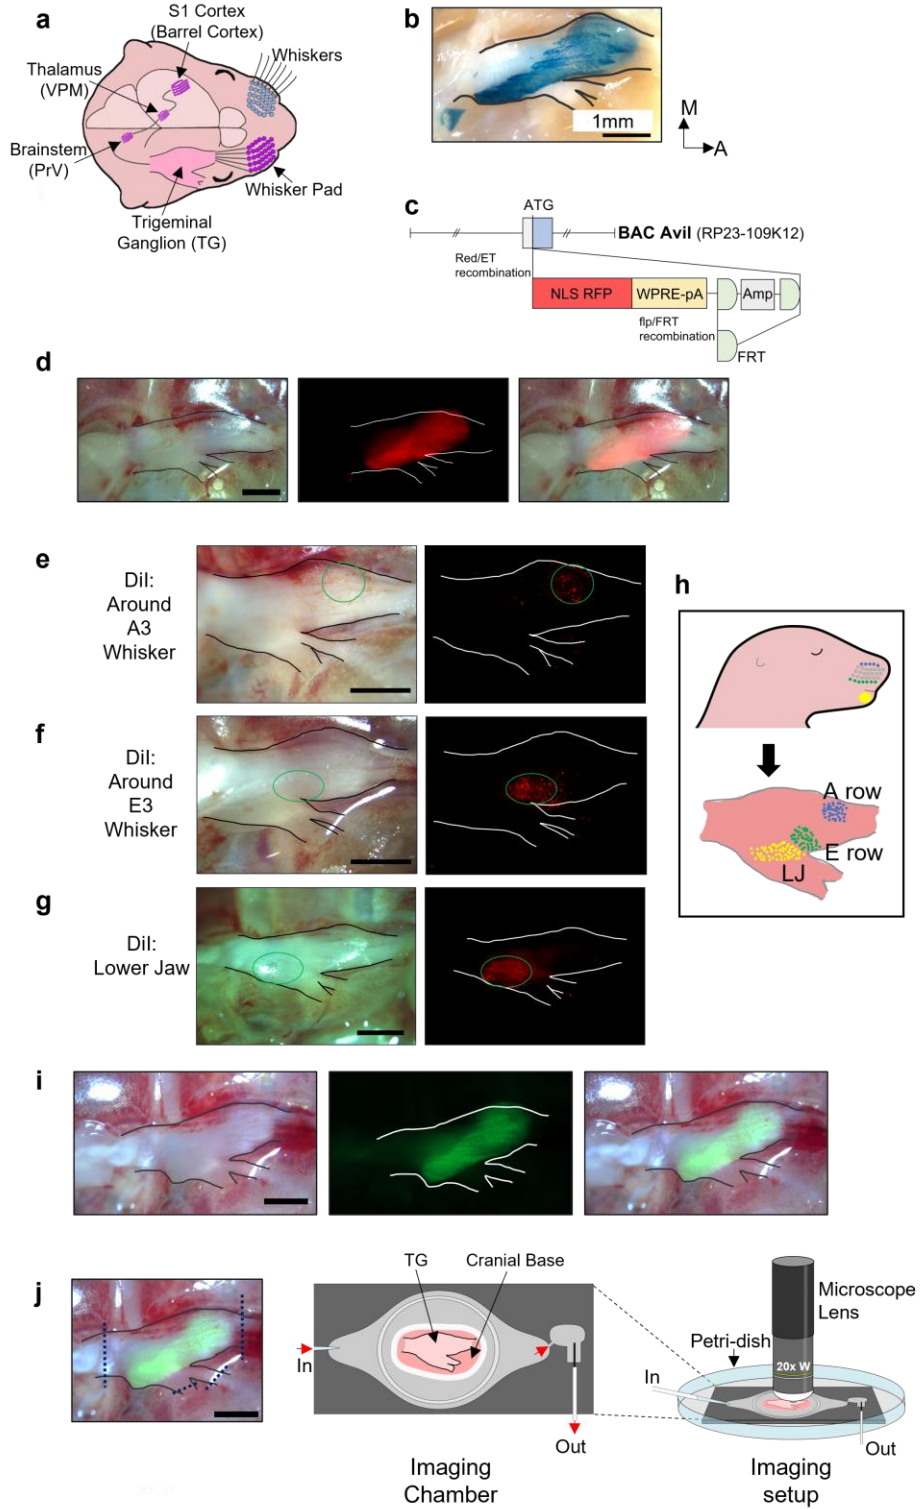 a
S1 Cortex
(Barrel Cortex)
Thalamus
(VPM)
Whiskers
Brainstem
(PrV)
Whisker Pad
Trigeminal
Ganglion (TG)
b
1mm
M
A
c
ATG
BAC Avil (RP23-109K12)
Red/ET
recombination
NLS RFP
WPRE-pA
Amp
flp/FRT
recombination
FRT
d
e
DiI:
Around
A3
Whisker
f
DiI:
Around
E3
Whisker
g
DiI:
Lower Jaw
h
A row
E row
LJ
i
j
TG
Cranial Base
In
Out
Imaging
Chamber
Microscope
Lens
Petri-dish
20x W
In
Out
Imaging
setup